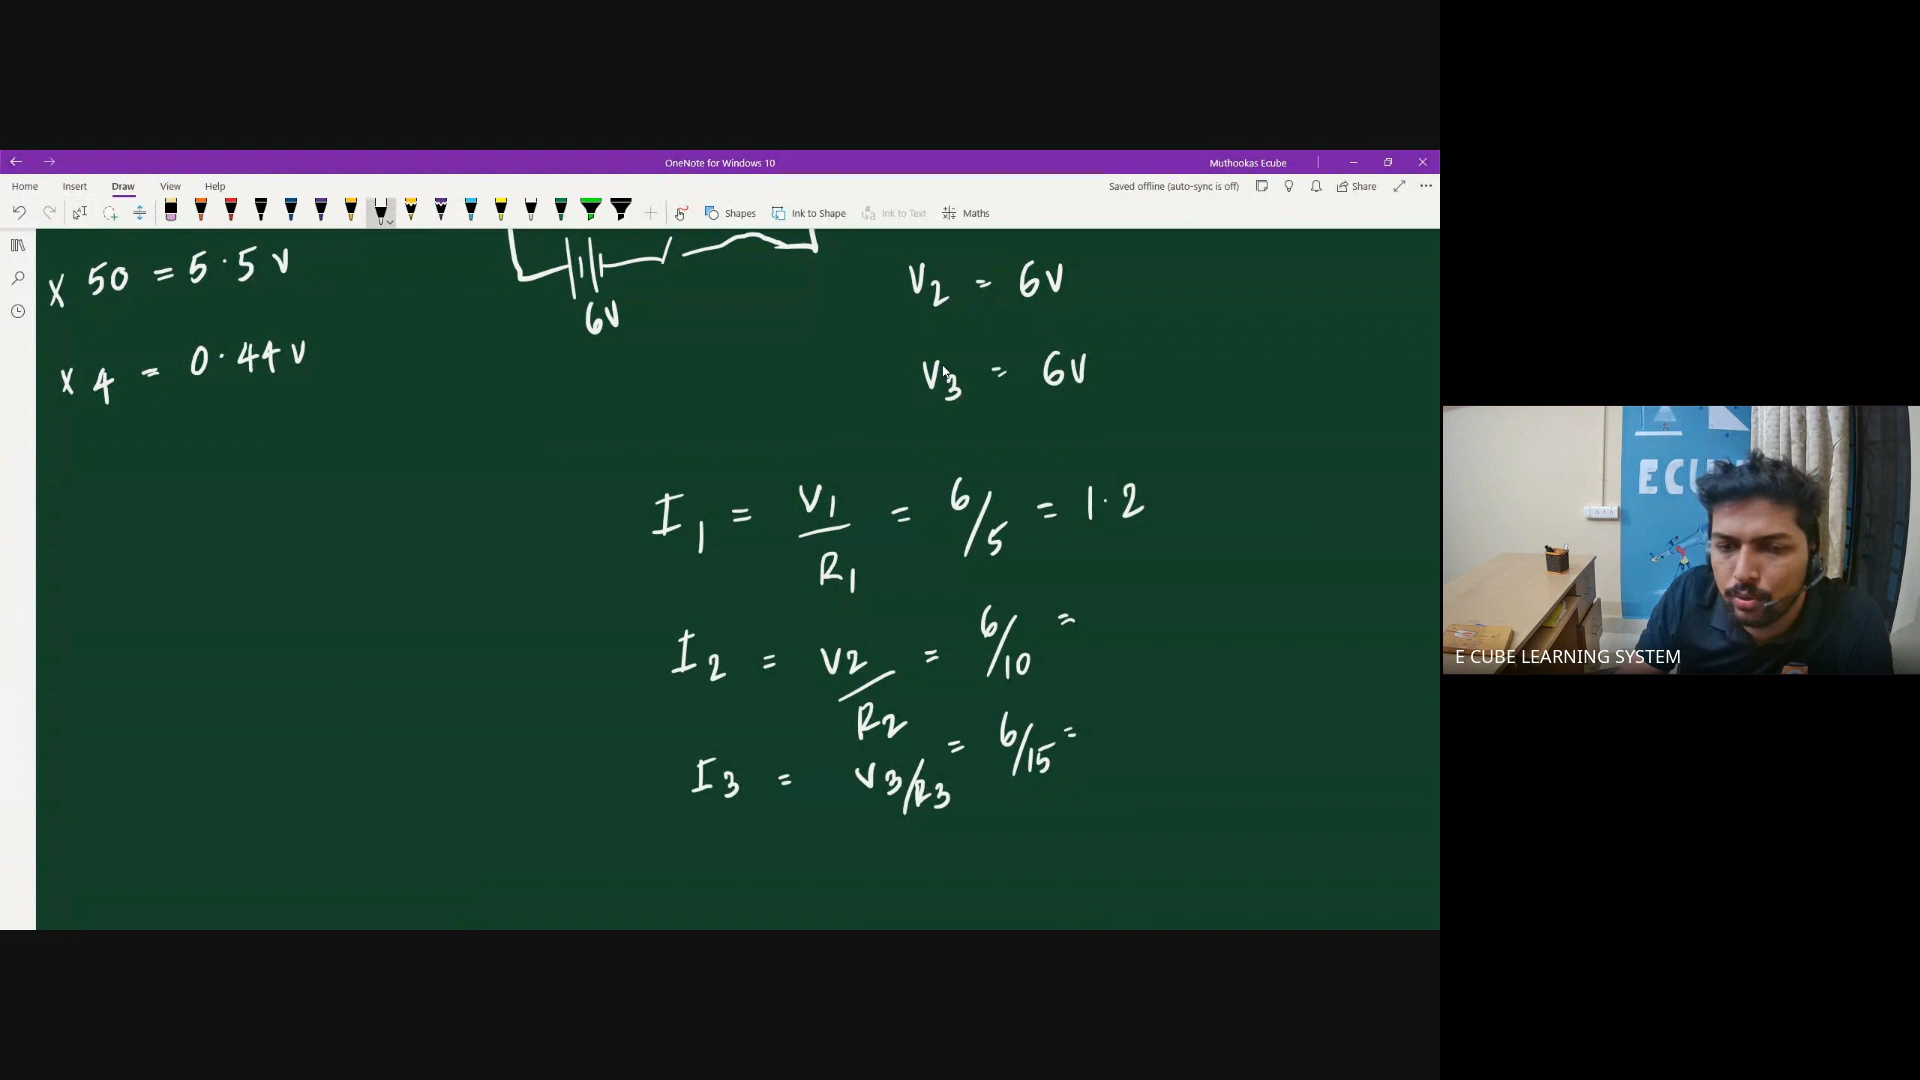 OneNote for Windows 10
Muthookas Ecube
Home Insert Draw View Help
Saved offline (auto-sync is off) Share
Shapes Ink to Shape Ink to Text Maths
x 50 = 5.5 V
x 4 = 0.44 V
6V
V2 = 6V
V3 = 6V
I1 = V1/R1 = 6/5 = 1.2
I2 = V2/R2 = 6/10 =
I3 = V3/R3 = 6/15 =
ECU
E CUBE LEARNING SYSTEM